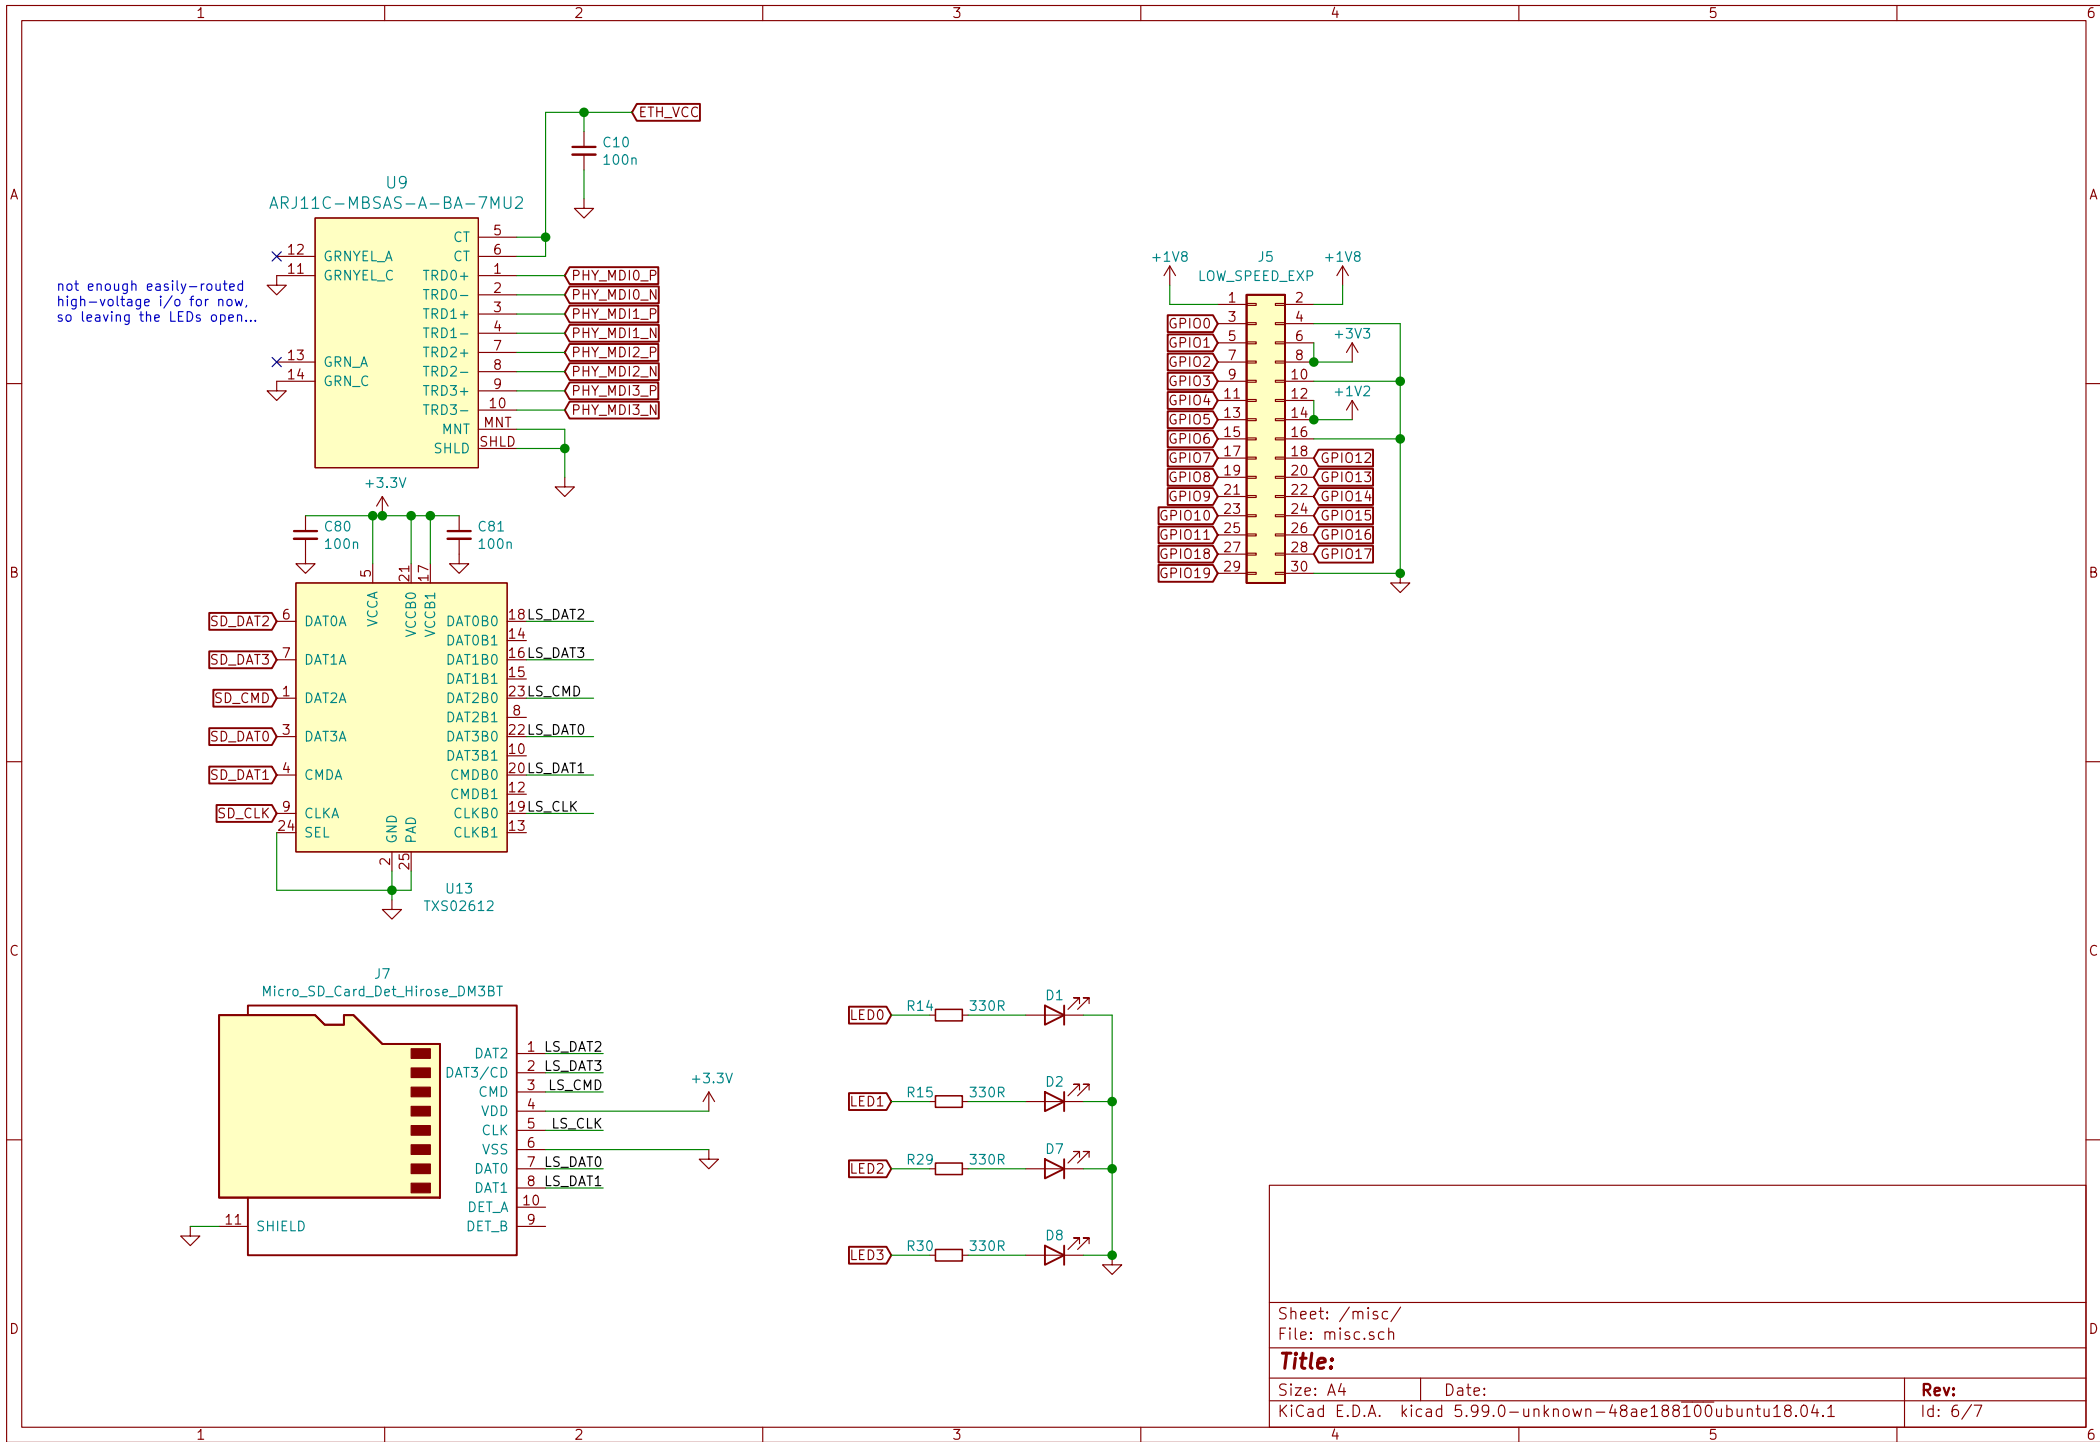 1 2 3 4 5 6
A
B
C
D
A
B
C
D
1 2 3 4 5 6
ETH_VCC
C10
100n
U9
ARJ11C-MBSAS-A-BA-7MU2
not enough easily-routed
high-voltage i/o for now,
so leaving the LEDs open...
12 GRNYEL_A
11 GRNYEL_C
13 GRN_A
14 GRN_C
CT 5
CT 6
TRD0+ 1 PHY_MDI0_P
TRD0- 2 PHY_MDI0_N
TRD1+ 3 PHY_MDI1_P
TRD1- 4 PHY_MDI1_N
TRD2+ 7 PHY_MDI2_P
TRD2- 8 PHY_MDI2_N
TRD3+ 9 PHY_MDI3_P
TRD3- 10 PHY_MDI3_N
MNT MNT
SHLD SHLD
+3.3V
C80
100n
C81
100n
5 21 17
VCCA VCCB0 VCCB1
SD_DAT2 6 DAT0A
SD_DAT3 7 DAT1A
SD_CMD 1 DAT2A
SD_DAT0 3 DAT3A
SD_DAT1 4 CMDA
SD_CLK 9 CLKA
24 SEL
DAT0B0 18 LS_DAT2
DAT0B1 14
DAT1B0 16 LS_DAT3
DAT1B1 15
DAT2B0 23 LS_CMD
DAT2B1 8
DAT3B0 22 LS_DAT0
DAT3B1 10
CMDB0 20 LS_DAT1
CMDB1 12
CLKB0 19 LS_CLK
CLKB1 13
GND PAD
2 25
U13
TXS02612
J7
Micro_SD_Card_Det_Hirose_DM3BT
DAT2 1 LS_DAT2
DAT3/CD 2 LS_DAT3
CMD 3 LS_CMD
VDD 4
+3.3V
CLK 5 LS_CLK
VSS 6
DAT0 7 LS_DAT0
DAT1 8 LS_DAT1
DET_A 10
DET_B 9
11 SHIELD
+1V8 J5 +1V8
LOW_SPEED_EXP
1 2
GPIO0 3 4
GPIO1 5 6 +3V3
GPIO2 7 8
GPIO3 9 10
GPIO4 11 12 +1V2
GPIO5 13 14
GPIO6 15 16
GPIO7 17 18 GPIO12
GPIO8 19 20 GPIO13
GPIO9 21 22 GPIO14
GPIO10 23 24 GPIO15
GPIO11 25 26 GPIO16
GPIO18 27 28 GPIO17
GPIO19 29 30
LED0 R14 330R D1
LED1 R15 330R D2
LED2 R29 330R D7
LED3 R30 330R D8
Sheet: /misc/
File: misc.sch
Title:
Size: A4 Date: Rev:
KiCad E.D.A. kicad 5.99.0-unknown-48ae188100ubuntu18.04.1 Id: 6/7